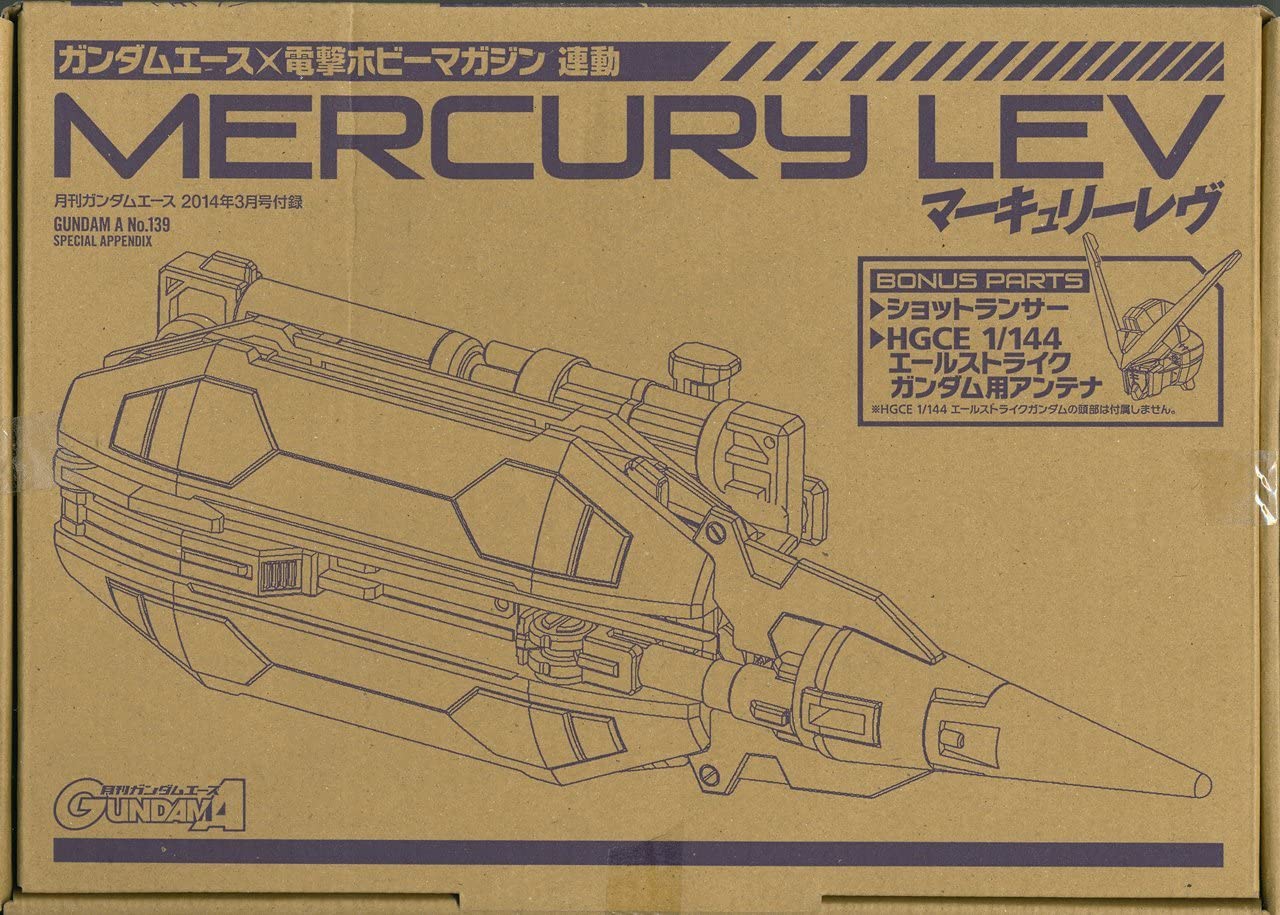 ガンダムエース×電撃ホビーマガジン 連動
MERCURY LEV
マーキュリーレヴ
月刊ガンダムエース 2014年3月号付録
GUNDAM A No.139
SPECIAL APPENDIX
BONUS PARTS
▶ショットランサー
▶HGCE 1/144
エールストライク
ガンダム用アンテナ
※HGCE 1/144 エールストライクガンダムの頭部は付属しません。
月刊ガンダムエース
GUNDAM A